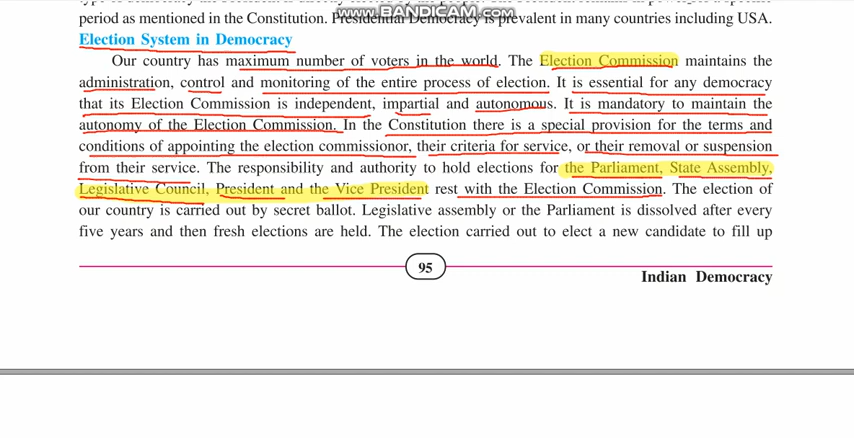 period as mentioned in the Constitution. Presidential Democracy is prevalent in many countries including USA.
www.BANDICAM.com
Election System in Democracy
Our country has maximum number of voters in the world. The Election Commission maintains the
administration, control and monitoring of the entire process of election. It is essential for any democracy
that its Election Commission is independent, impartial and autonomous. It is mandatory to maintain the
autonomy of the Election Commission. In the Constitution there is a special provision for the terms and
conditions of appointing the election commissionor, their criteria for service, or their removal or suspension
from their service. The responsibility and authority to hold elections for the Parliament, State Assembly,
Legislative Council, President and the Vice President rest with the Election Commission. The election of
our country is carried out by secret ballot. Legislative assembly or the Parliament is dissolved after every
five years and then fresh elections are held. The election carried out to elect a new candidate to fill up
95
Indian Democracy